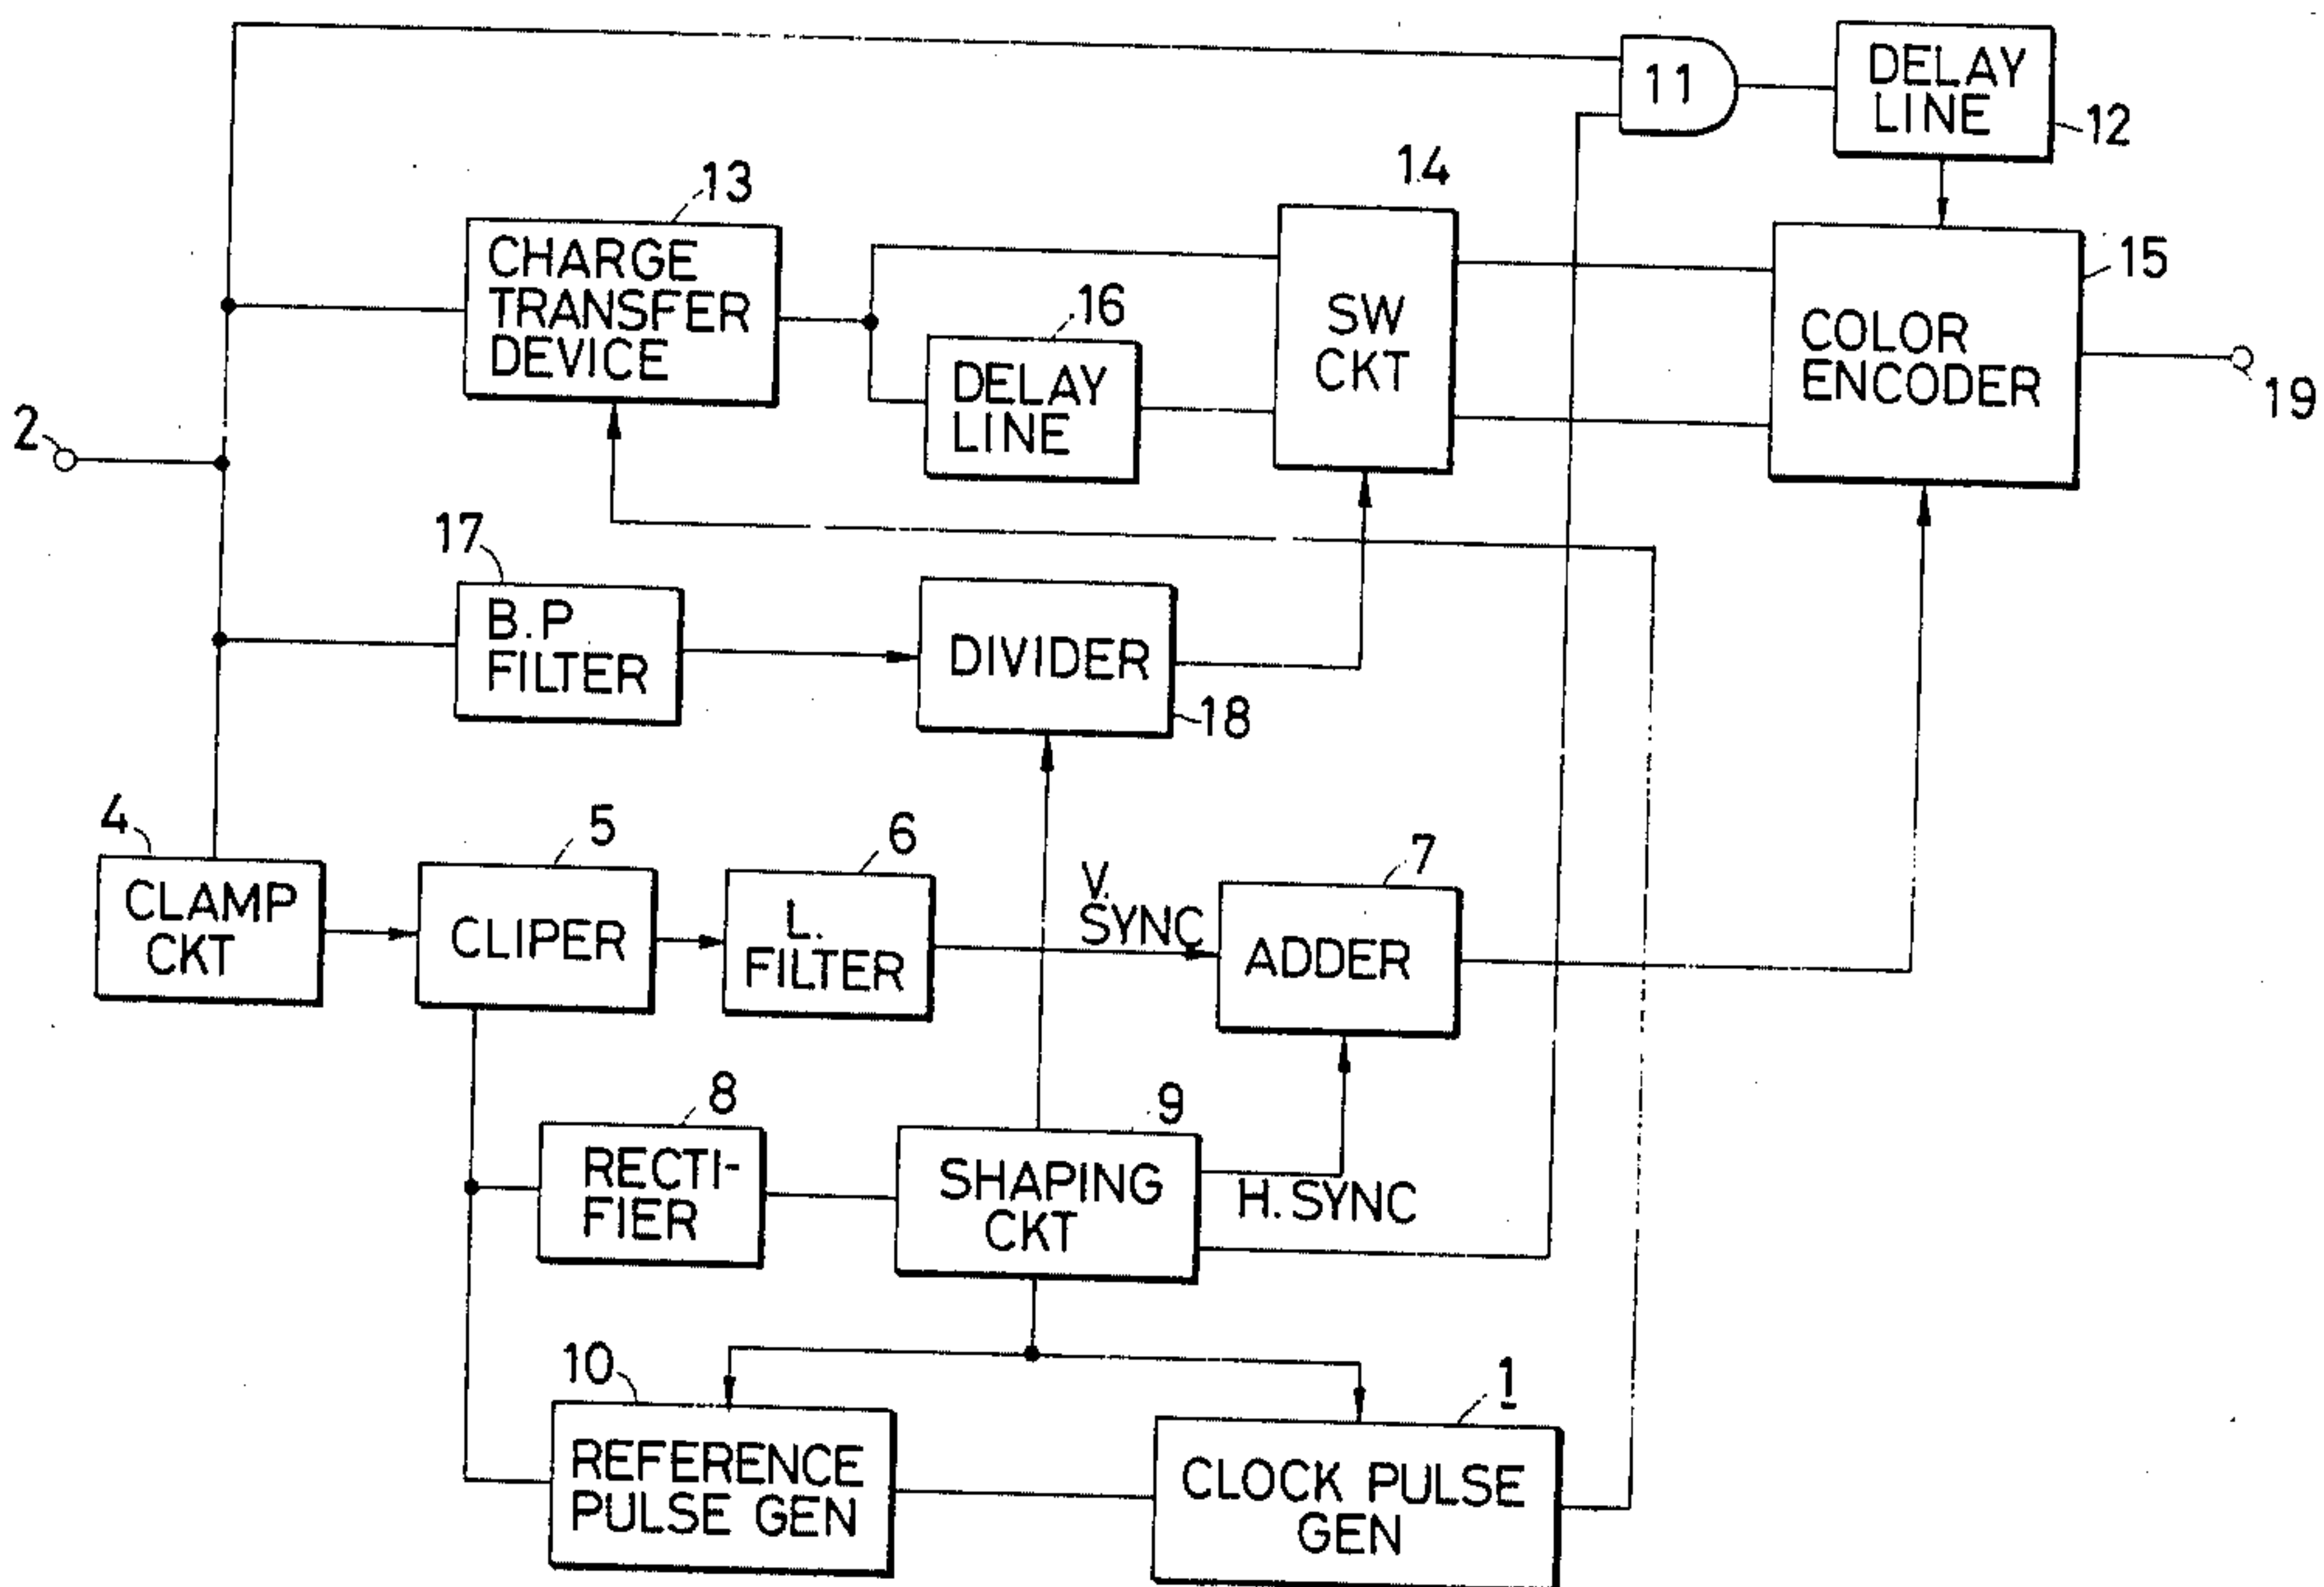 11
DELAY
LINE
12
13
CHARGE
TRANSFER
DEVICE
16
DELAY
LINE
14
SW
CKT
15
COLOR
ENCODER
19
2
17
B.P
FILTER
DIVIDER
18
4
CLAMP
CKT
5
CLIPER
6
L.
FILTER
V.
SYNC
7
ADDER
8
RECTI-
FIER
9
SHAPING
CKT
H. SYNC
10
REFERENCE
PULSE GEN
1
CLOCK PULSE
GEN